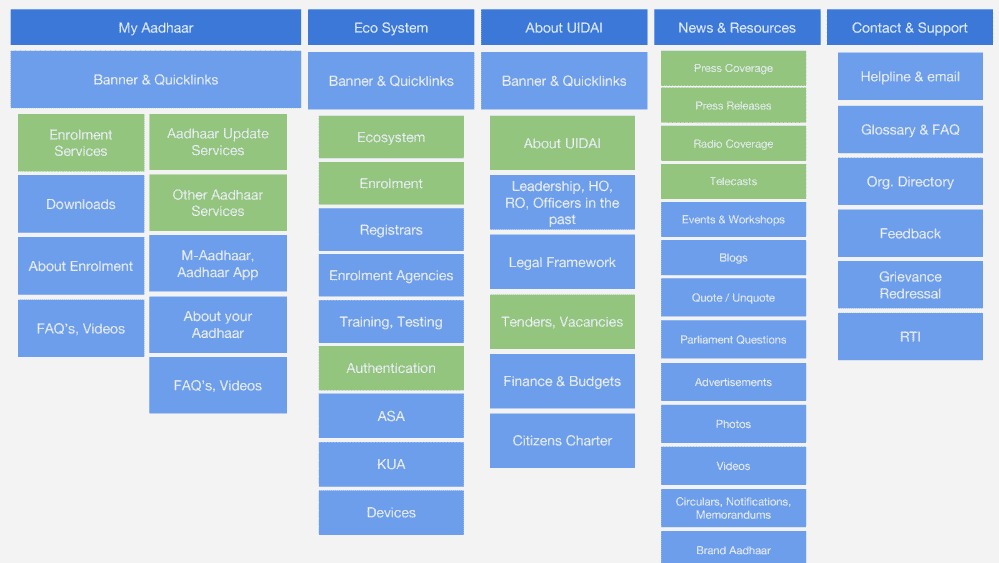 My Aadhaar
Banner & Quicklinks
Enrolment
Services
Downloads
About Enrolment
FAQ's, Videos
Aadhaar Update
Services
Other Aadhaar
Services
M-Aadhaar,
Aadhaar App
About your
Aadhaar
FAQ's, Videos
Eco System
Banner & Quicklinks
Ecosystem
Enrolment
Registrars
Enrolment Agencies
Training, Testing
Authentication
ASA
KUA
Devices
About UIDAI
Banner & Quicklinks
About UIDAI
Leadership, HO,
RO, Officers in the
past
Legal Framework
Tenders, Vacancies
Finance & Budgets
Citizens Charter
News & Resources
Press Coverage
Press Releases
Radio Coverage
Telecasts
Events & Workshops
Blogs
Quote / Unquote
Parliament Questions
Advertisements
Photos
Videos
Circulars, Notifications,
Memorandums
Brand Aadhaar
Contact & Support
Helpline & email
Glossary & FAQ
Org. Directory
Feedback
Grievance
Redressal
RTI